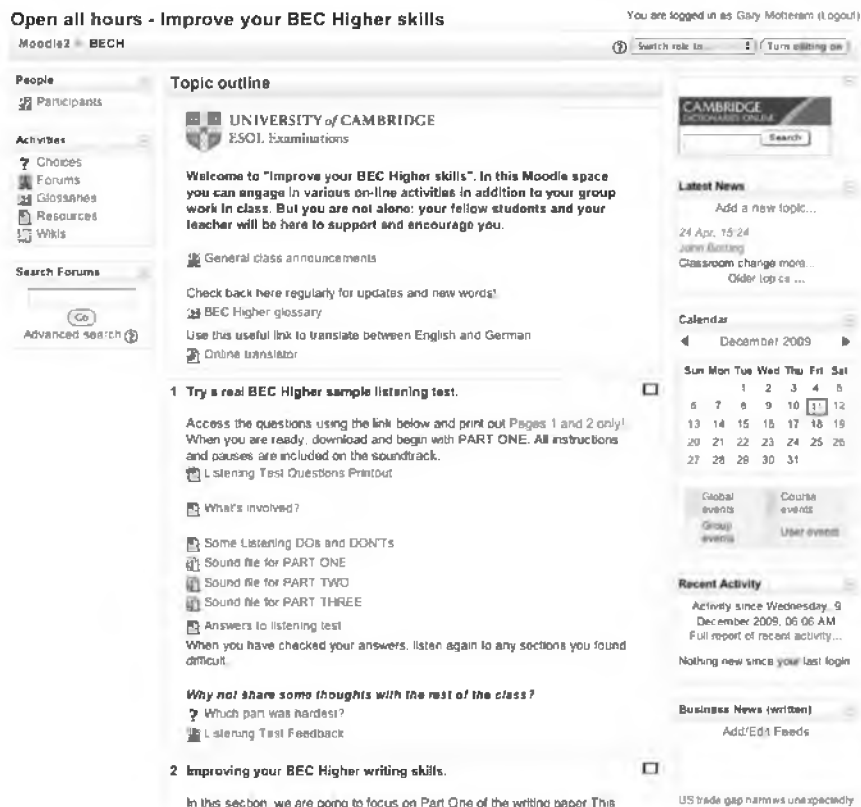 Open all hours - Improve your BEC Higher skills
You are logged in as Gary Motteram (Logout)
Moodle2 BECH
Switch role to...
Turn editing on
People
Participants
Activities
Choices
Forums
Glossaries
Resources
Wikis
Search Forums
Go
Advanced search
Topic outline
UNIVERSITY of CAMBRIDGE
ESOL Examinations
Welcome to "Improve your BEC Higher skills". In this Moodle space
you can engage in various on-line activities in addition to your group
work in class. But you are not alone: your fellow students and your
teacher will be here to support and encourage you.
General class announcements
Check back here regularly for updates and new words!
BEC Higher glossary
Use this useful link to translate between English and German
Online translator
1 Try a real BEC Higher sample listening test.
Access the questions using the link below and print out Pages 1 and 2 only!
When you are ready, download and begin with PART ONE. All instructions
and pauses are included on the soundtrack.
Listening Test Questions Printout
What's involved?
Some Listening DOs and DON'Ts
Sound file for PART ONE
Sound file for PART TWO
Sound file for PART THREE
Answers to listening test
When you have checked your answers, listen again to any sections you found
difficult.
Why not share some thoughts with the rest of the class?
Which part was hardest?
Listening Test Feedback
2 Improving your BEC Higher writing skills.
In this section, we are going to focus on Part One of the writing paper This
CAMBRIDGE
DICTIONARIES ONLINE
Search
Latest News
Add a new topic...
24 Apr, 15:24
John
Classroom change more...
Older topics ...
Calendar
December 2009
Sun Mon Tue Wed Thu Fri Sat
1 2 3 4 5
6 7 8 9 10 11 12
13 14 15 16 17 18 19
20 21 22 23 24 25 26
27 28 29 30 31
Global events
Course events
Group events
User events
Recent Activity
Activity since Wednesday, 9
December 2009, 06:06 AM
Full report of recent activity...
Nothing new since your last login
Business News (written)
Add/Edit Feeds
US trade gap narrows unexpectedly